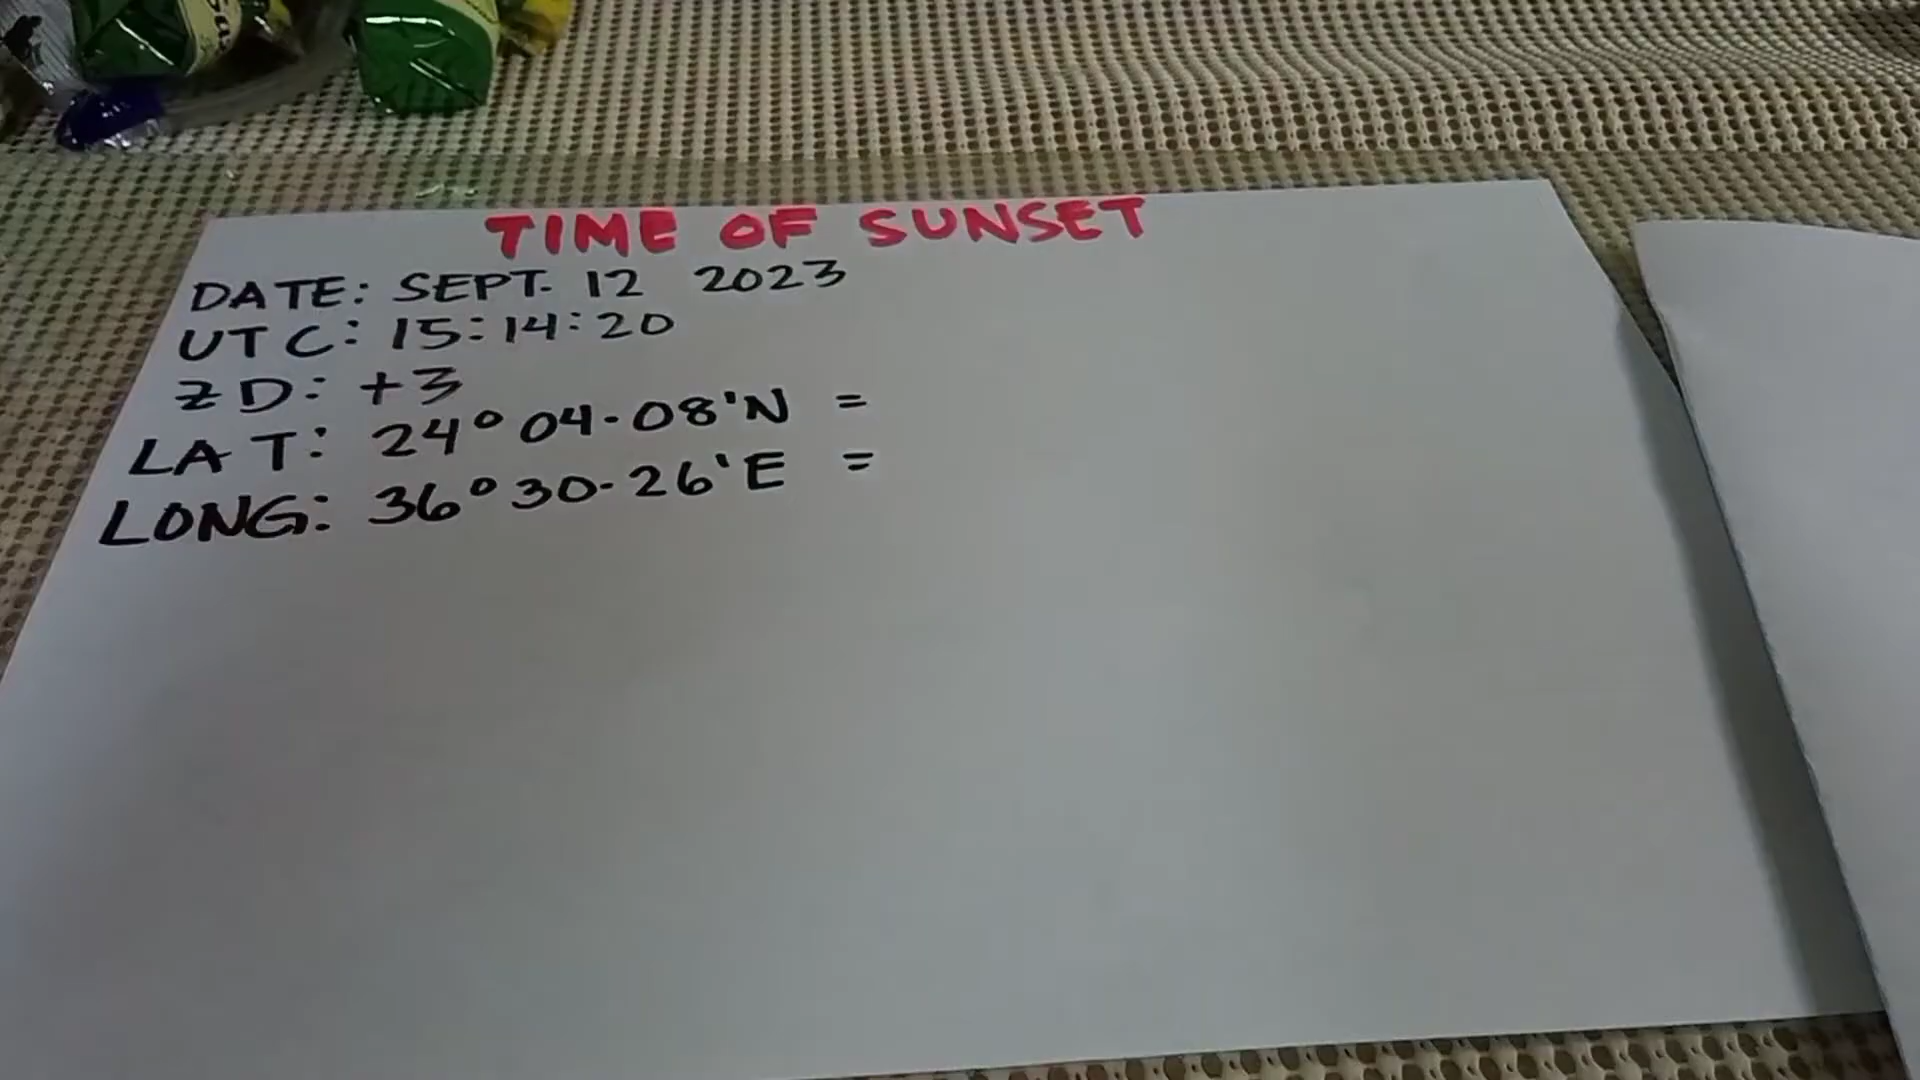 TIME OF SUNSET
DATE: SEPT. 12 2023
UTC: 15:14:20
ZD: +3
LAT: 24° 04.08'N =
LONG: 36° 30.26'E =